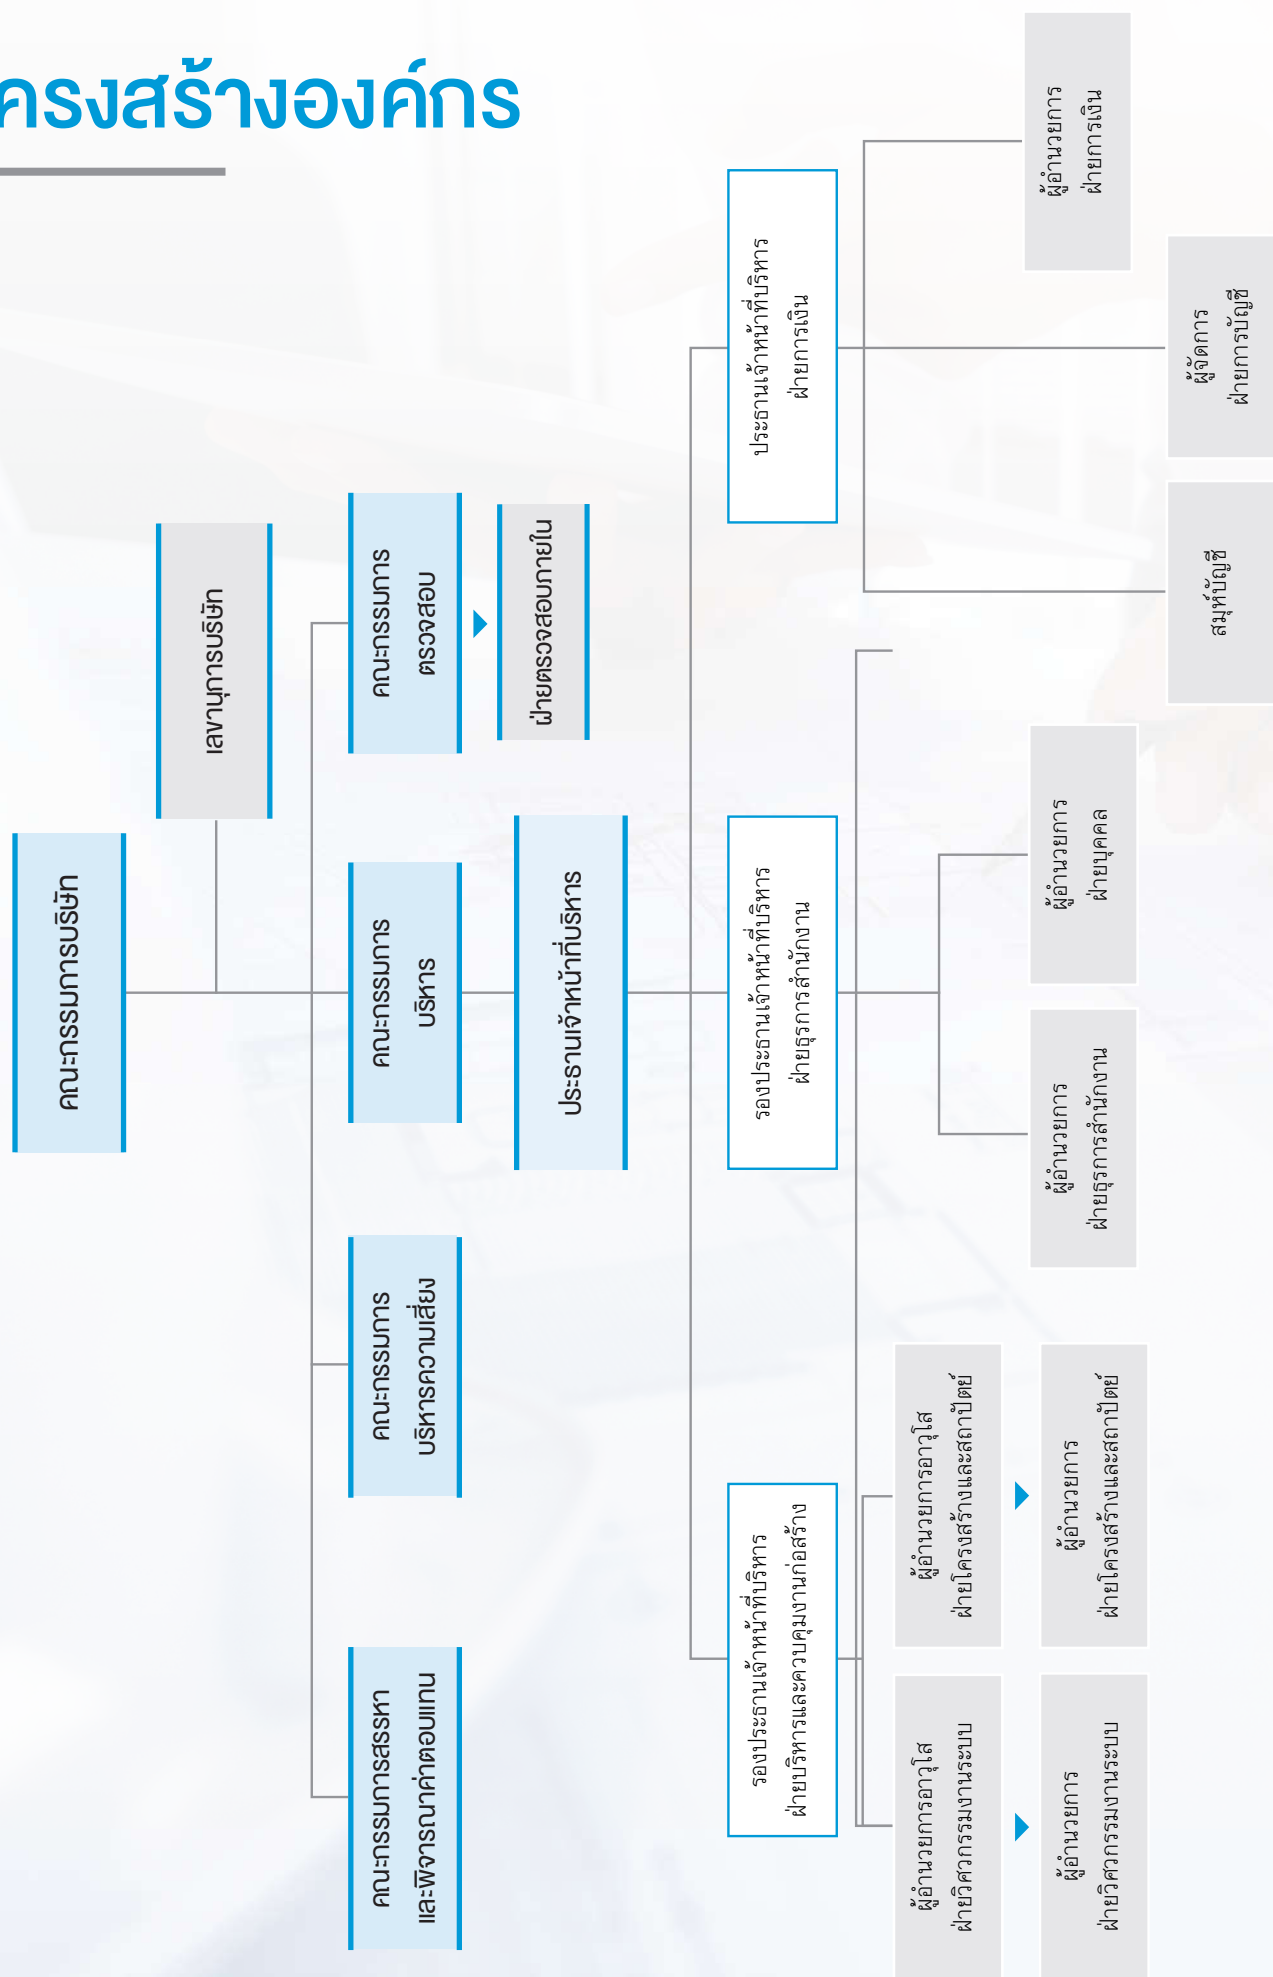 ครงสร้างองค์กร
คณะกรรมการบริษัท
เลขานุการบริษัท
คณะกรรมการสรรหา
และพิจารณาค่าตอบแทน
คณะกรรมการ
บริหารความเสี่ยง
คณะกรรมการ
บริหาร
คณะกรรมการ
ตรวจสอบ
ฝ่ายตรวจสอบภายใน
ประธานเจ้าหน้าที่บริหาร
รองประธานเจ้าหน้าที่บริหาร
ฝ่ายบริหารและควบคุมงานก่อสร้าง
รองประธานเจ้าหน้าที่บริหาร
ฝ่ายธุรการสำนักงาน
ประธานเจ้าหน้าที่บริหาร
ฝ่ายการเงิน
ผู้อำนวยการอาวุโส
ฝ่ายวิศวกรรมงานระบบ
ผู้อำนวยการอาวุโส
ฝ่ายโครงสร้างและสถาปัตย์
ผู้อำนวยการ
ฝ่ายวิศวกรรมงานระบบ
ผู้อำนวยการ
ฝ่ายโครงสร้างและสถาปัตย์
ผู้อำนวยการ
ฝ่ายธุรการสำนักงาน
ผู้อำนวยการ
ฝ่ายบุคคล
ผู้อำนวยการ
ฝ่ายการเงิน
สมุห์บัญชี
ผู้จัดการ
ฝ่ายการบัญชี